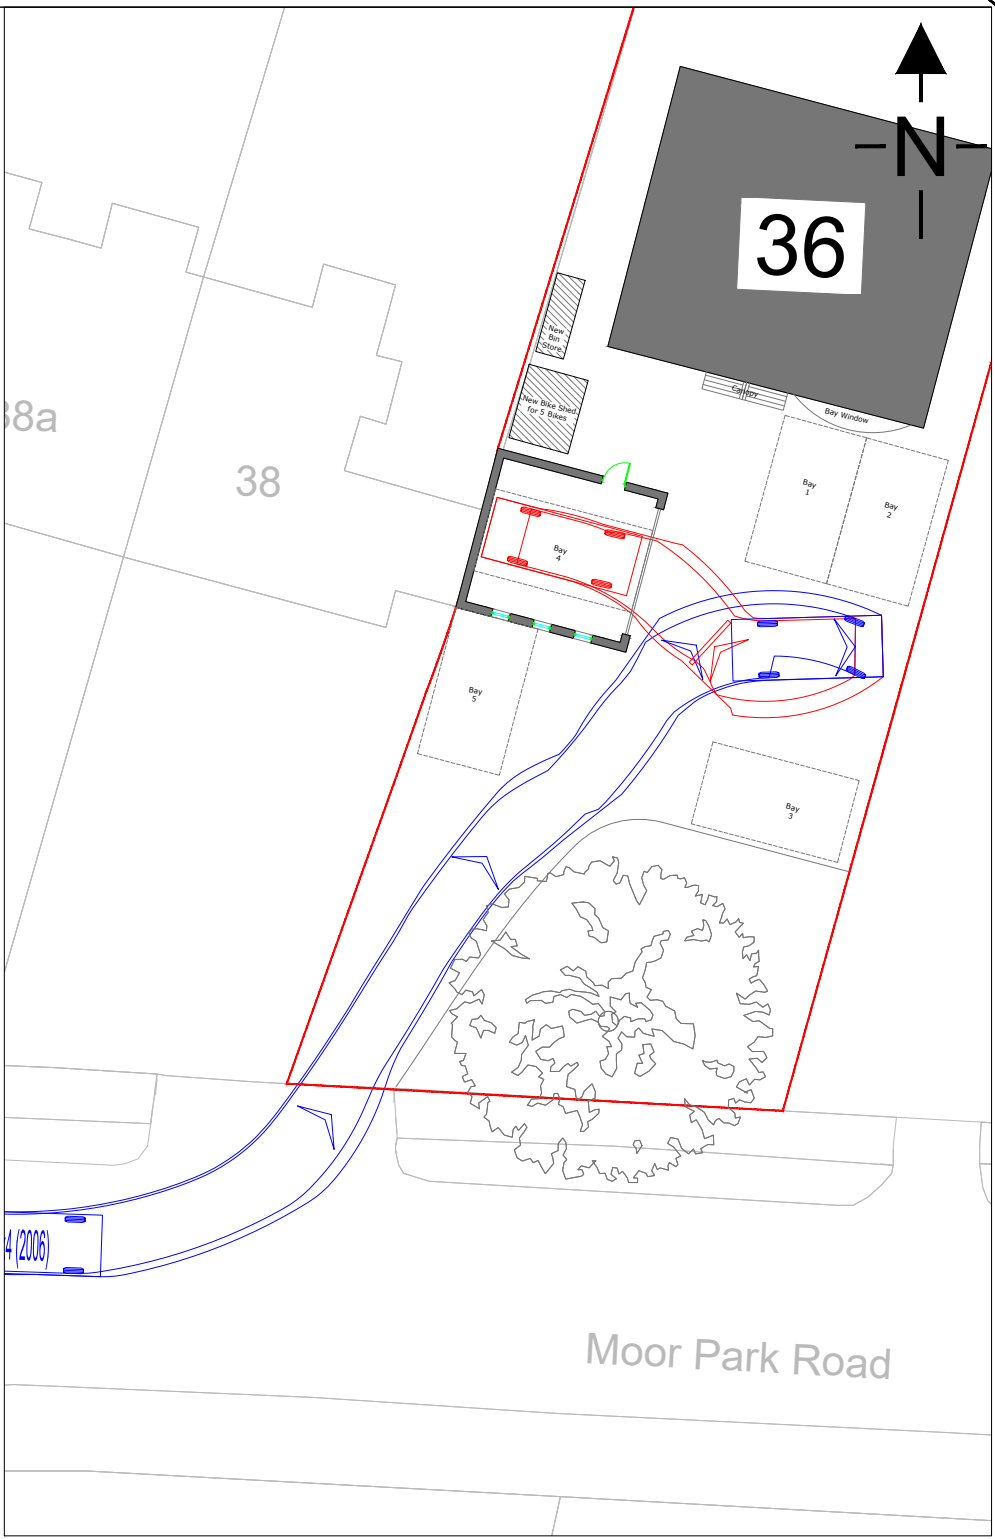 N
36
New
Bin
Store
New Bike Shed
for 5 Bikes
Canopy
Bay Window
Bay
1
Bay
2
38a
38
Bay
4
Bay
5
Bay
3
4 (2006)
Moor Park Road